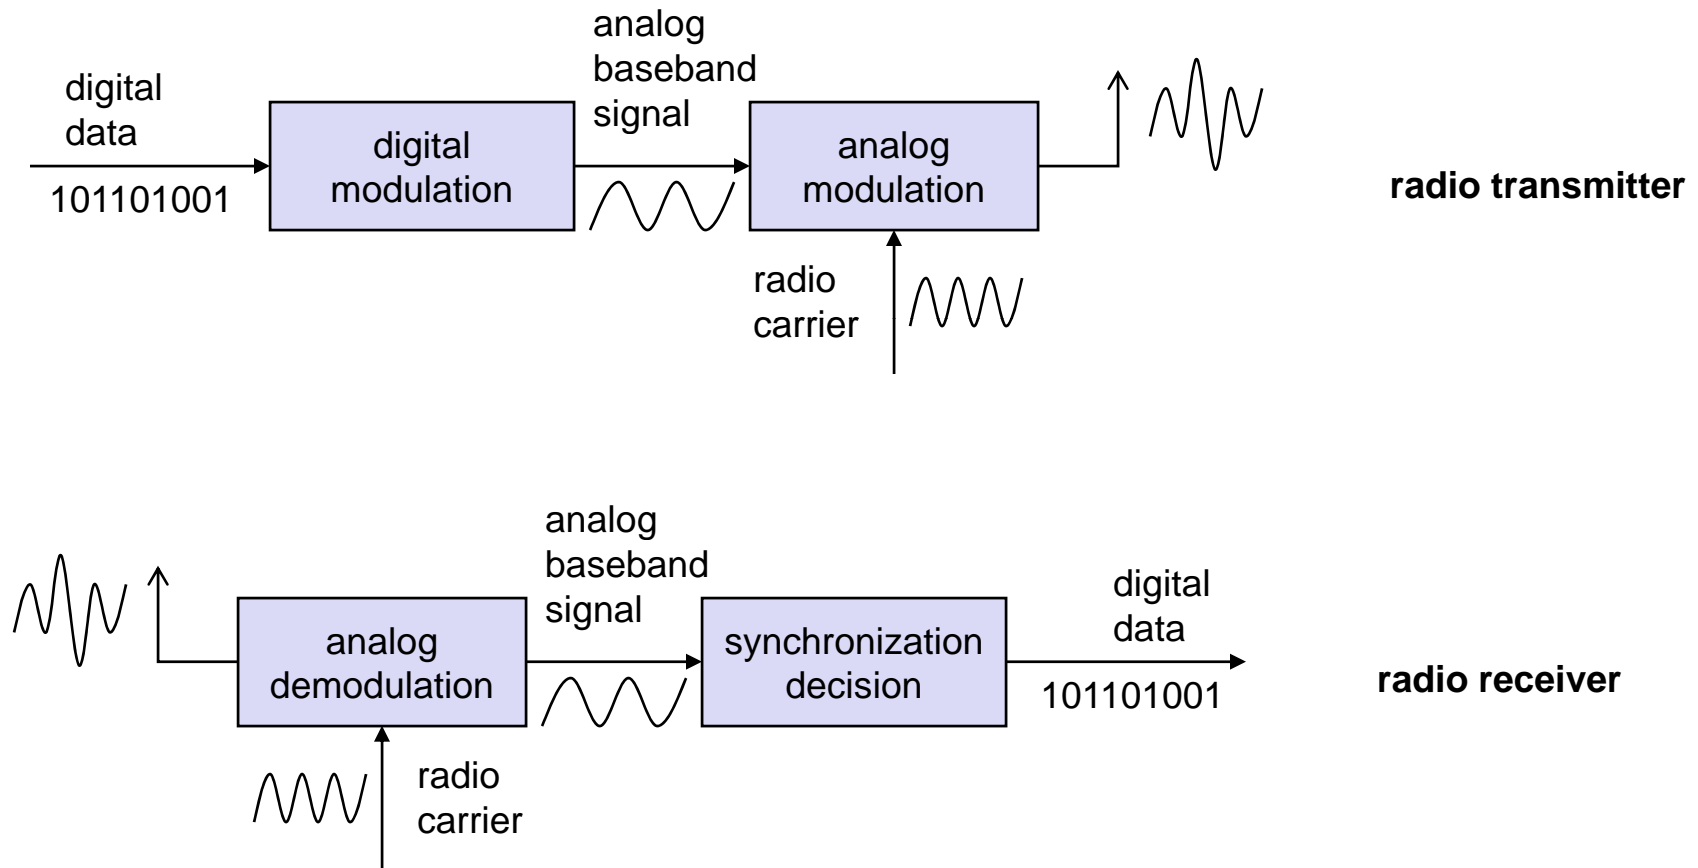 analog
baseband
signal
digital
data
101101001
digital
modulation
analog
modulation
radio transmitter
radio
carrier
analog
baseband
signal
analog
demodulation
synchronization
decision
digital
data
101101001
radio receiver
radio
carrier